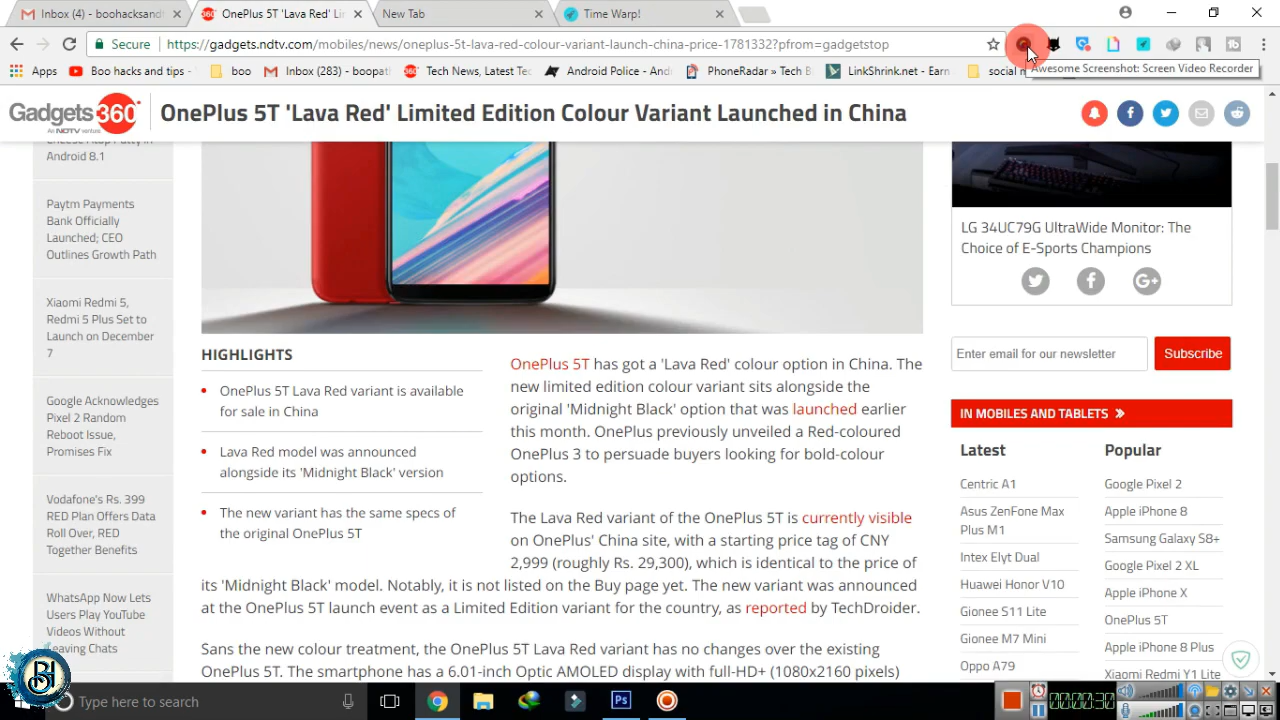 Inbox (4) - boohacksandt
OnePlus 5T 'Lava Red' Lim
New Tab
Time Warp!
Secure
https://gadgets.ndtv.com/mobiles/news/oneplus-5t-lava-red-colour-variant-launch-china-price-1781332?pfrom=gadgetstop
Awesome Screenshot: Screen Video Recorder
Apps
Boo hacks and tips -
boo
Inbox (283) - boopath
Tech News, Latest Tec
Android Police - And
PhoneRadar » Tech B
LinkShrink.net - Earn
social
Gadgets 360
An NDTV venture
OnePlus 5T 'Lava Red' Limited Edition Colour Variant Launched in China
Android 8.1
Paytm Payments
Bank Officially
Launched; CEO
Outlines Growth Path
Xiaomi Redmi 5,
Redmi 5 Plus Set to
Launch on December
7
Google Acknowledges
Pixel 2 Random
Reboot Issue,
Promises Fix
Vodafone's Rs. 399
RED Plan Offers Data
Roll Over, RED
Together Benefits
WhatsApp Now Lets
Users Play YouTube
Videos Without
Leaving Chats
HIGHLIGHTS
OnePlus 5T Lava Red variant is available
for sale in China
Lava Red model was announced
alongside its 'Midnight Black' version
The new variant has the same specs of
the original OnePlus 5T
OnePlus 5T has got a 'Lava Red' colour option in China. The
new limited edition colour variant sits alongside the
original 'Midnight Black' option that was launched earlier
this month. OnePlus previously unveiled a Red-coloured
OnePlus 3 to persuade buyers looking for bold-colour
options.
The Lava Red variant of the OnePlus 5T is currently visible
on OnePlus' China site, with a starting price tag of CNY
2,999 (roughly Rs. 29,300), which is identical to the price of
its 'Midnight Black' model. Notably, it is not listed on the Buy page yet. The new variant was announced
at the OnePlus 5T launch event as a Limited Edition variant for the country, as reported by TechDroider.
Sans the new colour treatment, the OnePlus 5T Lava Red variant has no changes over the existing
OnePlus 5T. The smartphone has a 6.01-inch Optic AMOLED display with full-HD+ (1080x2160 pixels)
LG 34UC79G UltraWide Monitor: The
Choice of E-Sports Champions
Enter email for our newsletter
Subscribe
IN MOBILES AND TABLETS
Latest
Centric A1
Asus ZenFone Max
Plus M1
Intex Elyt Dual
Huawei Honor V10
Gionee S11 Lite
Gionee M7 Mini
Oppo A79
Popular
Google Pixel 2
Apple iPhone 8
Samsung Galaxy S8+
Google Pixel 2 XL
Apple iPhone X
OnePlus 5T
Apple iPhone 8 Plus
Xiaomi Redmi Y1 Lite
Type here to search
Ps
00:00:30